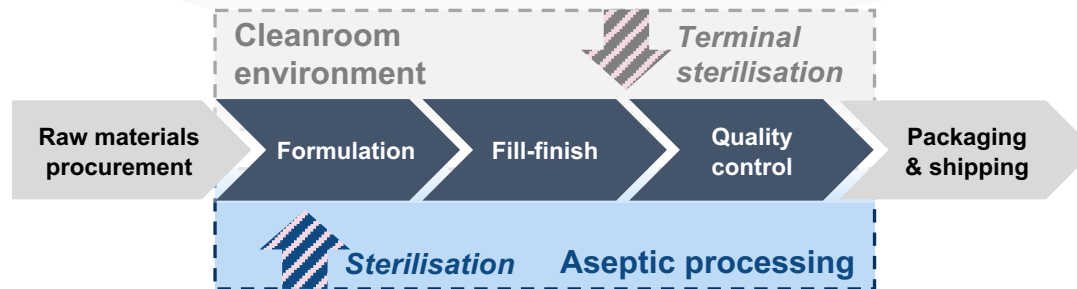 Cleanroom
environment
Terminal
sterilisation
Raw materials
procurement
Formulation
Fill-finish
Quality
control
Packaging
& shipping
Sterilisation
Aseptic processing